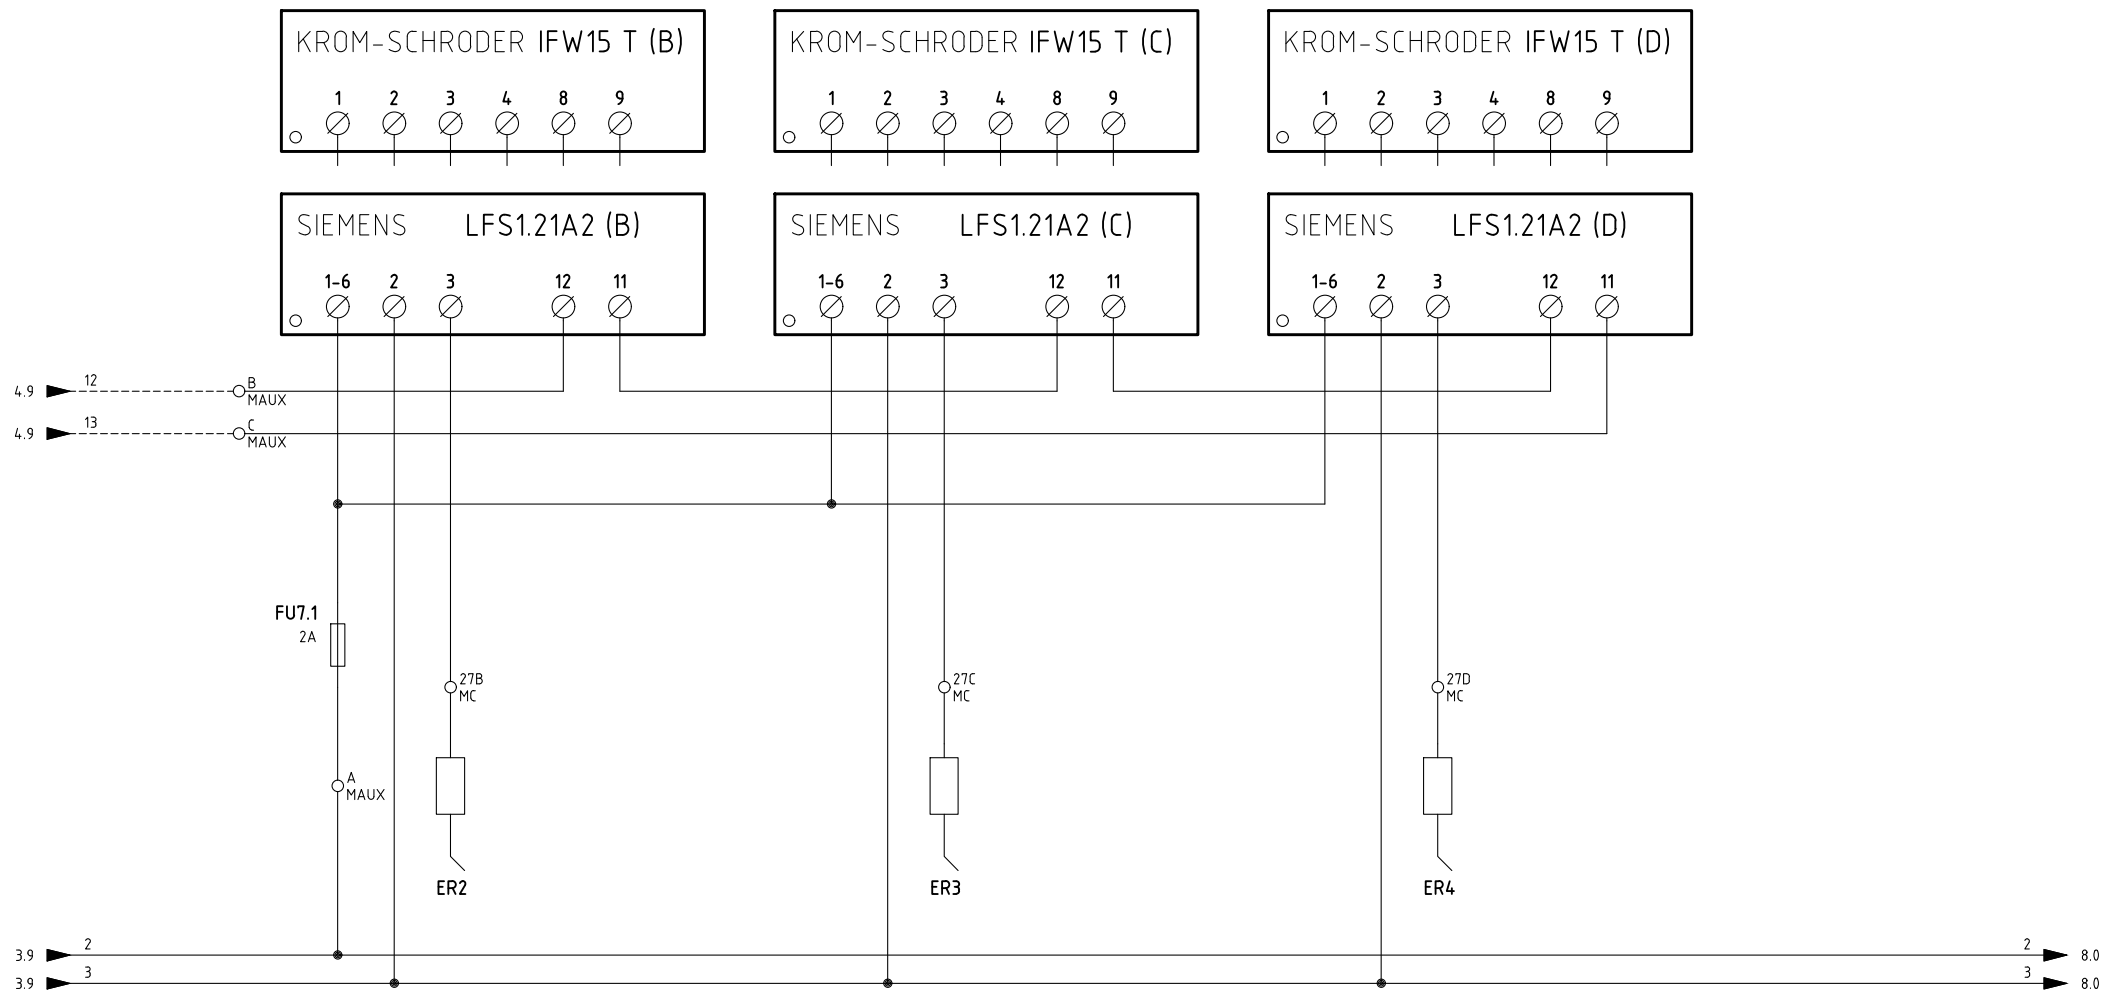 KROM-SCHRODER IFW15 T (B)
1 2 3 4 8 9
KROM-SCHRODER IFW15 T (C)
1 2 3 4 8 9
KROM-SCHRODER IFW15 T (D)
1 2 3 4 8 9
SIEMENS LFS1.21A2 (B)
1-6 2 3 12 11
SIEMENS LFS1.21A2 (C)
1-6 2 3 12 11
SIEMENS LFS1.21A2 (D)
1-6 2 3 12 11
4.9 12 B
MAUX
4.9 13 C
MAUX
FU7.1
2A
27B
MC
27C
MC
27D
MC
A
MAUX
ER2
ER3
ER4
3.9 2 2 8.0
3.9 3 3 8.0